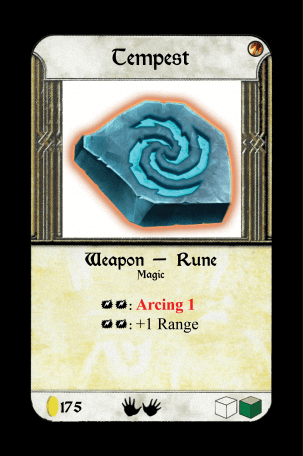 Tempest
Weapon — Rune
Magic
: Arcing 1
: +1 Range
175